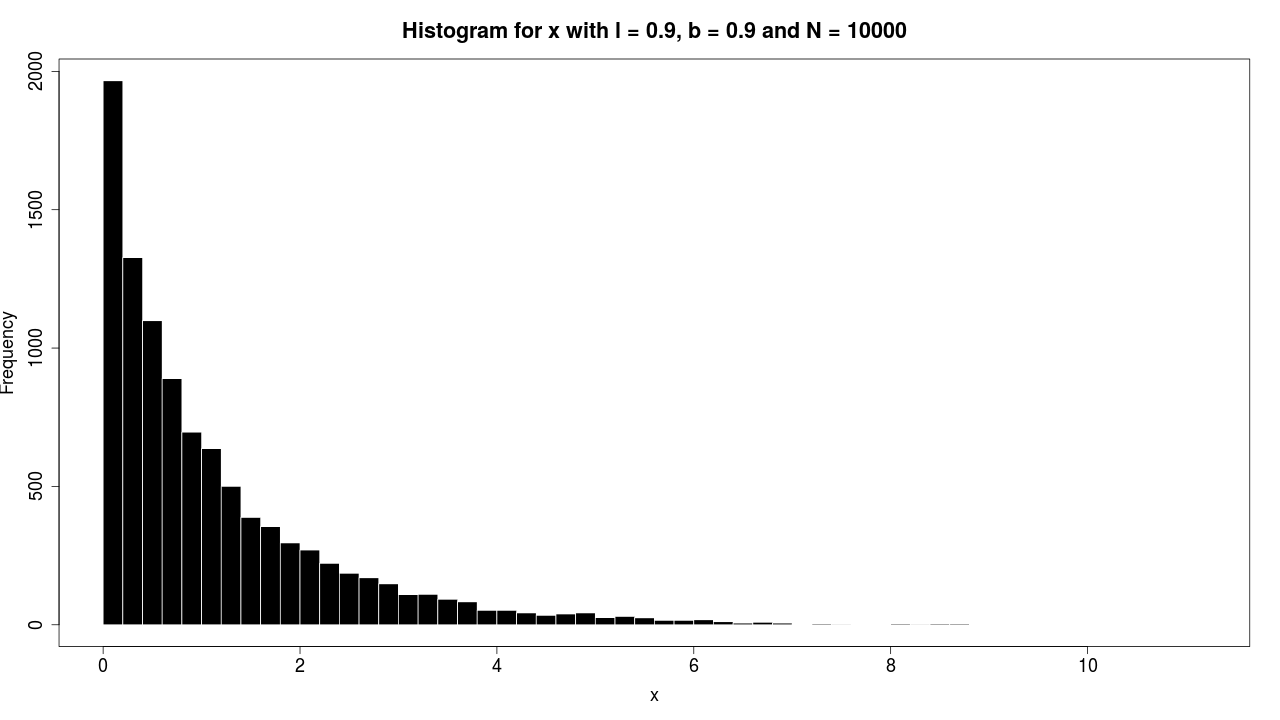 Histogram for x with l = 0.9, b = 0.9 and N = 10000
Frequency
2000
1500
1000
500
0
0 2 4 6 8 10
x